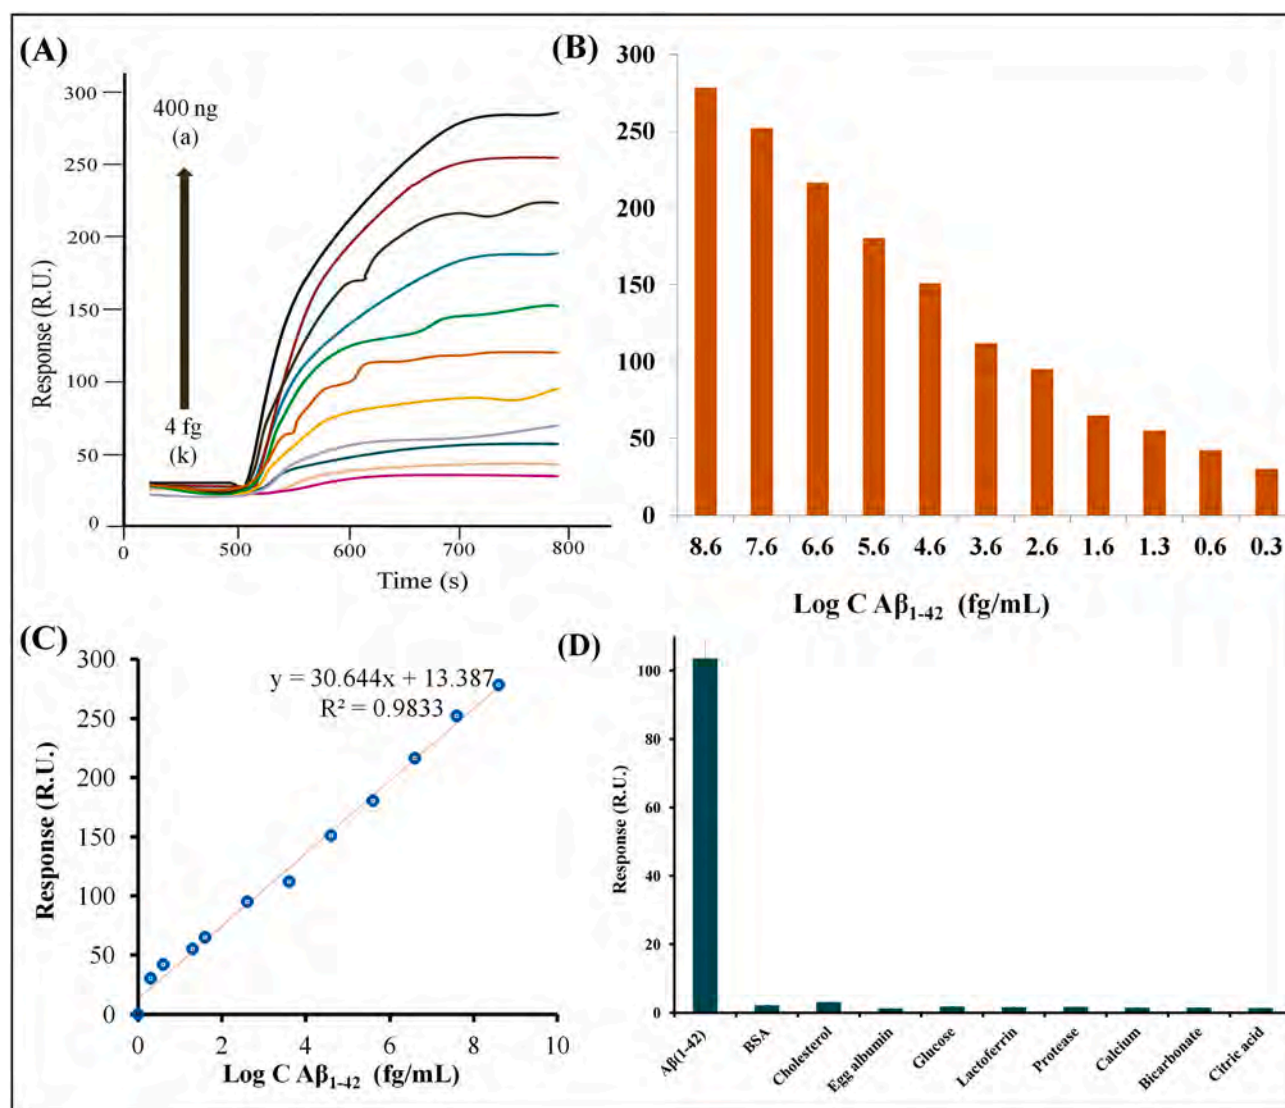 (A)
300
250
200
150
100
50
0
Response (R.U.)
400 ng
(a)
4 fg
(k)
0 500 600 700 800
Time (s)
(B)
300
250
200
150
100
50
0
8.6 7.6 6.6 5.6 4.6 3.6 2.6 1.6 1.3 0.6 0.3
Log C Aβ₁₋₄₂ (fg/mL)
(C)
300
250
200
150
100
50
0
Response (R.U.)
y = 30.644x + 13.387
R² = 0.9833
0 2 4 6 8 10
Log C Aβ₁₋₄₂ (fg/mL)
(D)
100
80
60
40
20
0
Response (R.U.)
Aβ(1-42)
BSA
Cholesterol
Egg albumin
Glucose
Lactoferrin
Protease
Calcium
Bicarbonate
Citric acid